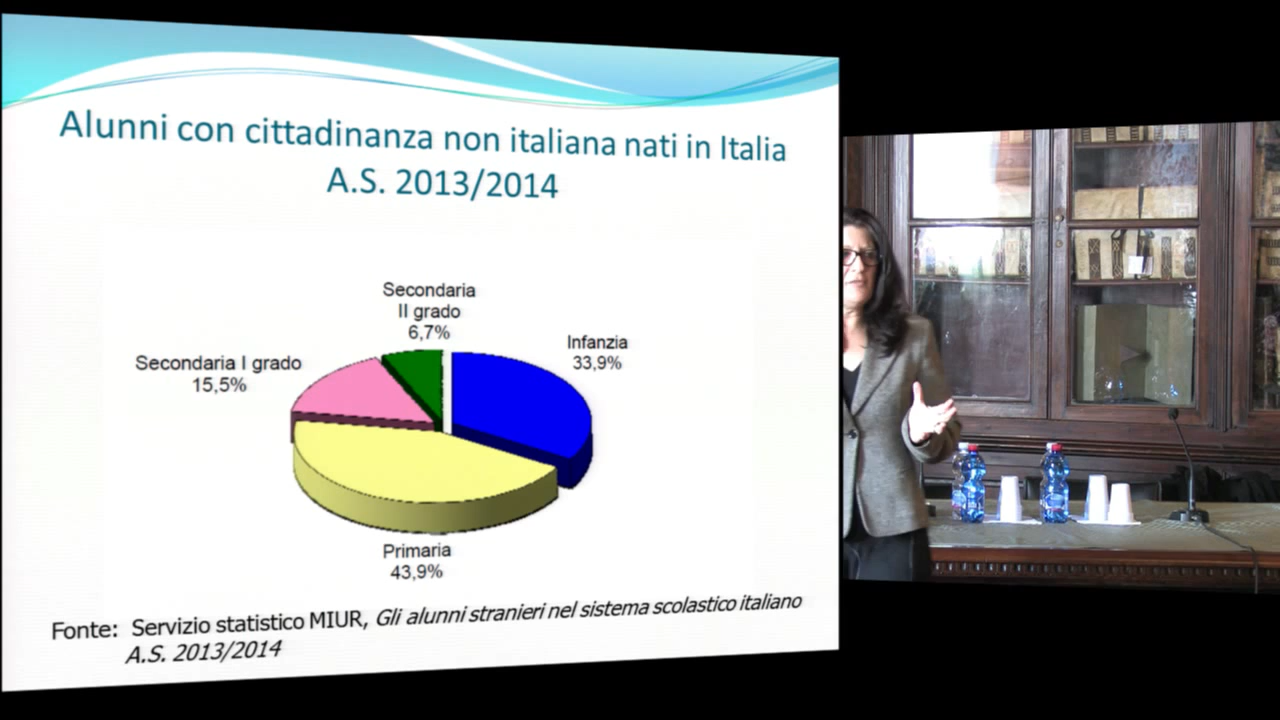 Alunni con cittadinanza non italiana nati in Italia
A.S. 2013/2014
Secondaria
II grado
6,7%
Infanzia
33,9%
Secondaria I grado
15,5%
Primaria
43,9%
Fonte: Servizio statistico MIUR, Gli alunni stranieri nel sistema scolastico italiano
A.S. 2013/2014